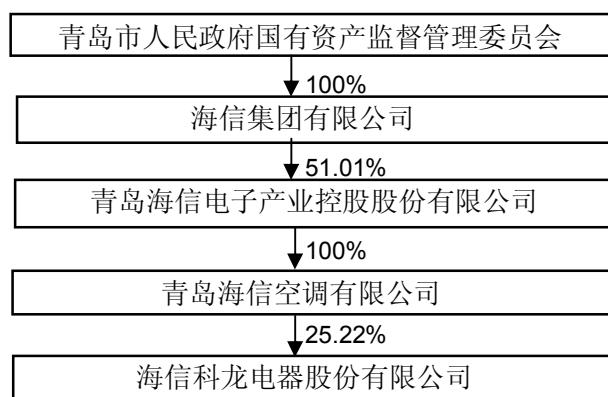 青岛市人民政府国有资产监督管理委员会
100%
海信集团有限公司
51.01%
青岛海信电子产业控股股份有限公司
100%
青岛海信空调有限公司
25.22%
海信科龙电器股份有限公司